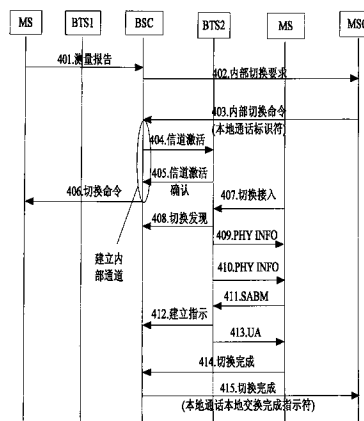 MS BTS1 BSC BTS2 MS
401.测量报告
402.内部切换要求
403.内部切换命令
(本地通话标识符)
404.信道激活
405.信道激活
确认
406.切换命令
407.切换接入
408.切换发现
409.PHY INFO
建立内
部通道
410.PHY INFO
411.SABM
412.建立指示
413.UA
414.切换完成
415.切换完成
(本地通话本地交换完成指示符)